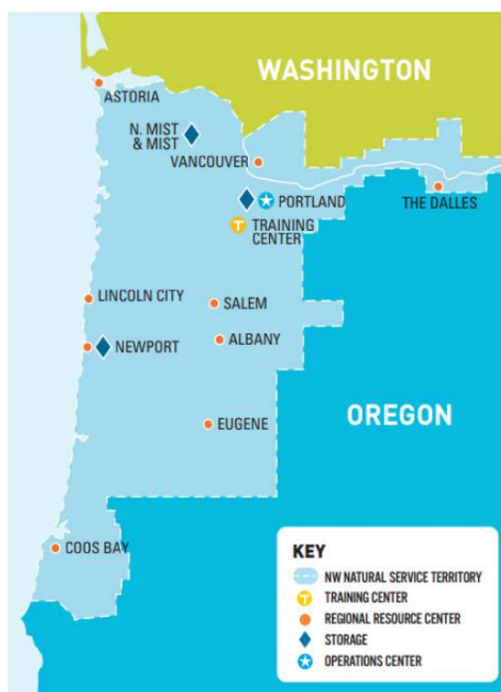 WASHINGTON
ASTORIA
N. MIST
& MIST
VANCOUVER
PORTLAND
THE DALLES
T
TRAINING
CENTER
LINCOLN CITY
SALEM
NEWPORT
ALBANY
OREGON
EUGENE
COOS BAY
KEY
NW NATURAL SERVICE TERRITORY
T
TRAINING CENTER
REGIONAL RESOURCE CENTER
STORAGE
OPERATIONS CENTER